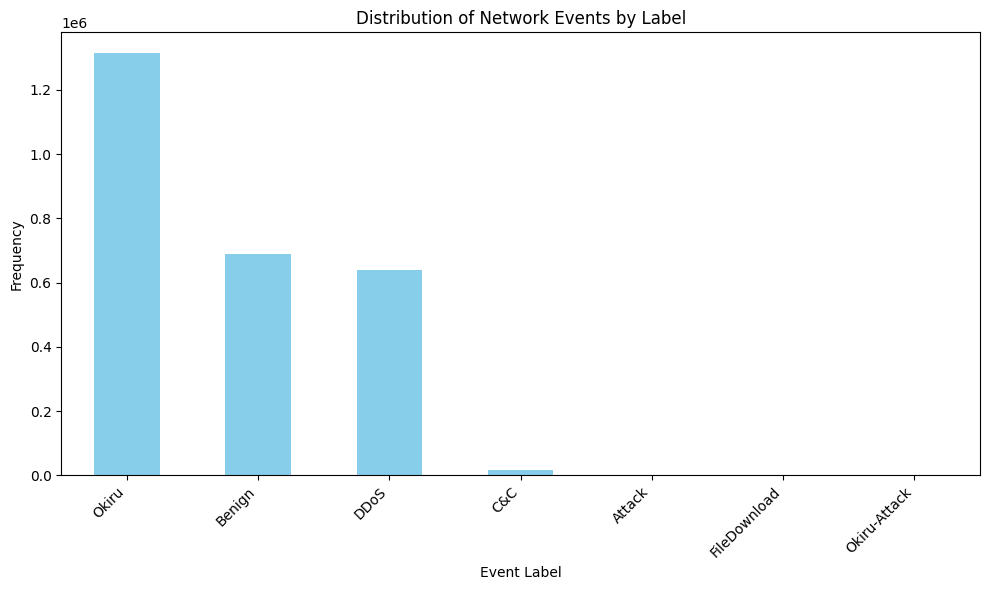 Distribution of Network Events by Label
1e6
1.2
1.0
0.8
0.6
0.4
0.2
0.0
Frequency
Okiru
Benign
DDoS
C&C
Attack
FileDownload
Okiru-Attack
Event Label